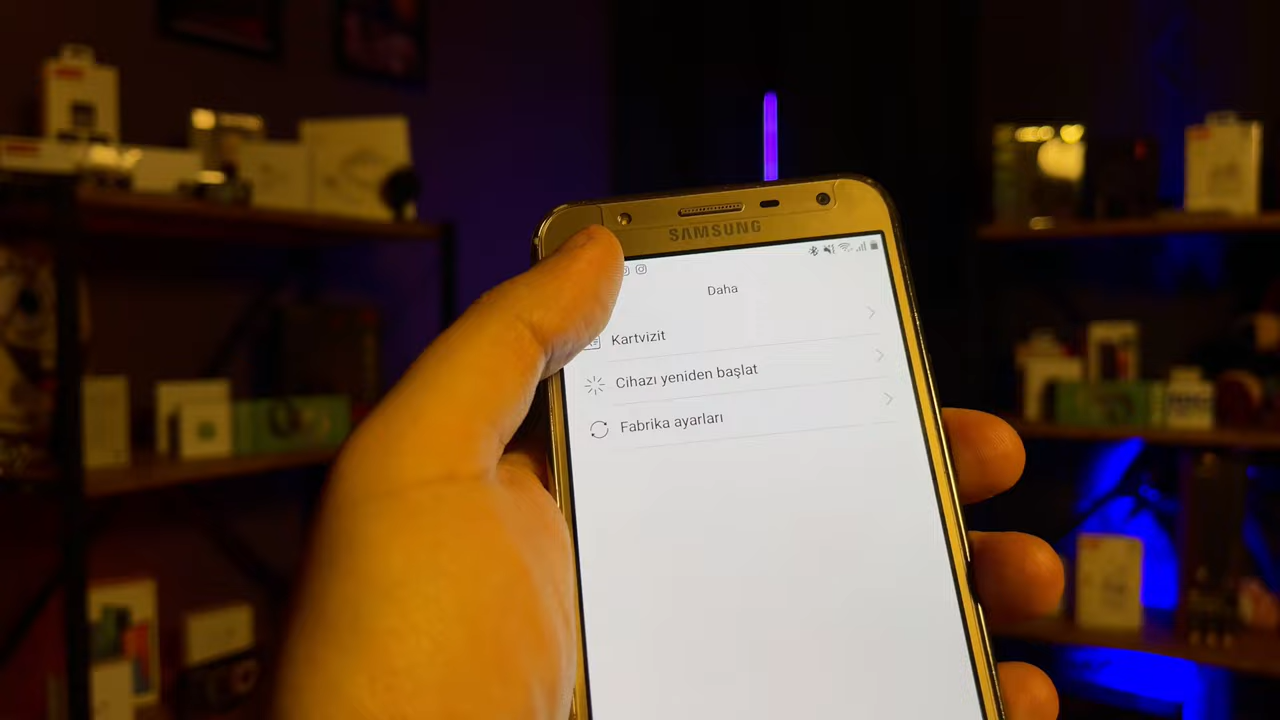 SAMSUNG
Daha
Kartvizit
Cihazı yeniden başlat
Fabrika ayarları